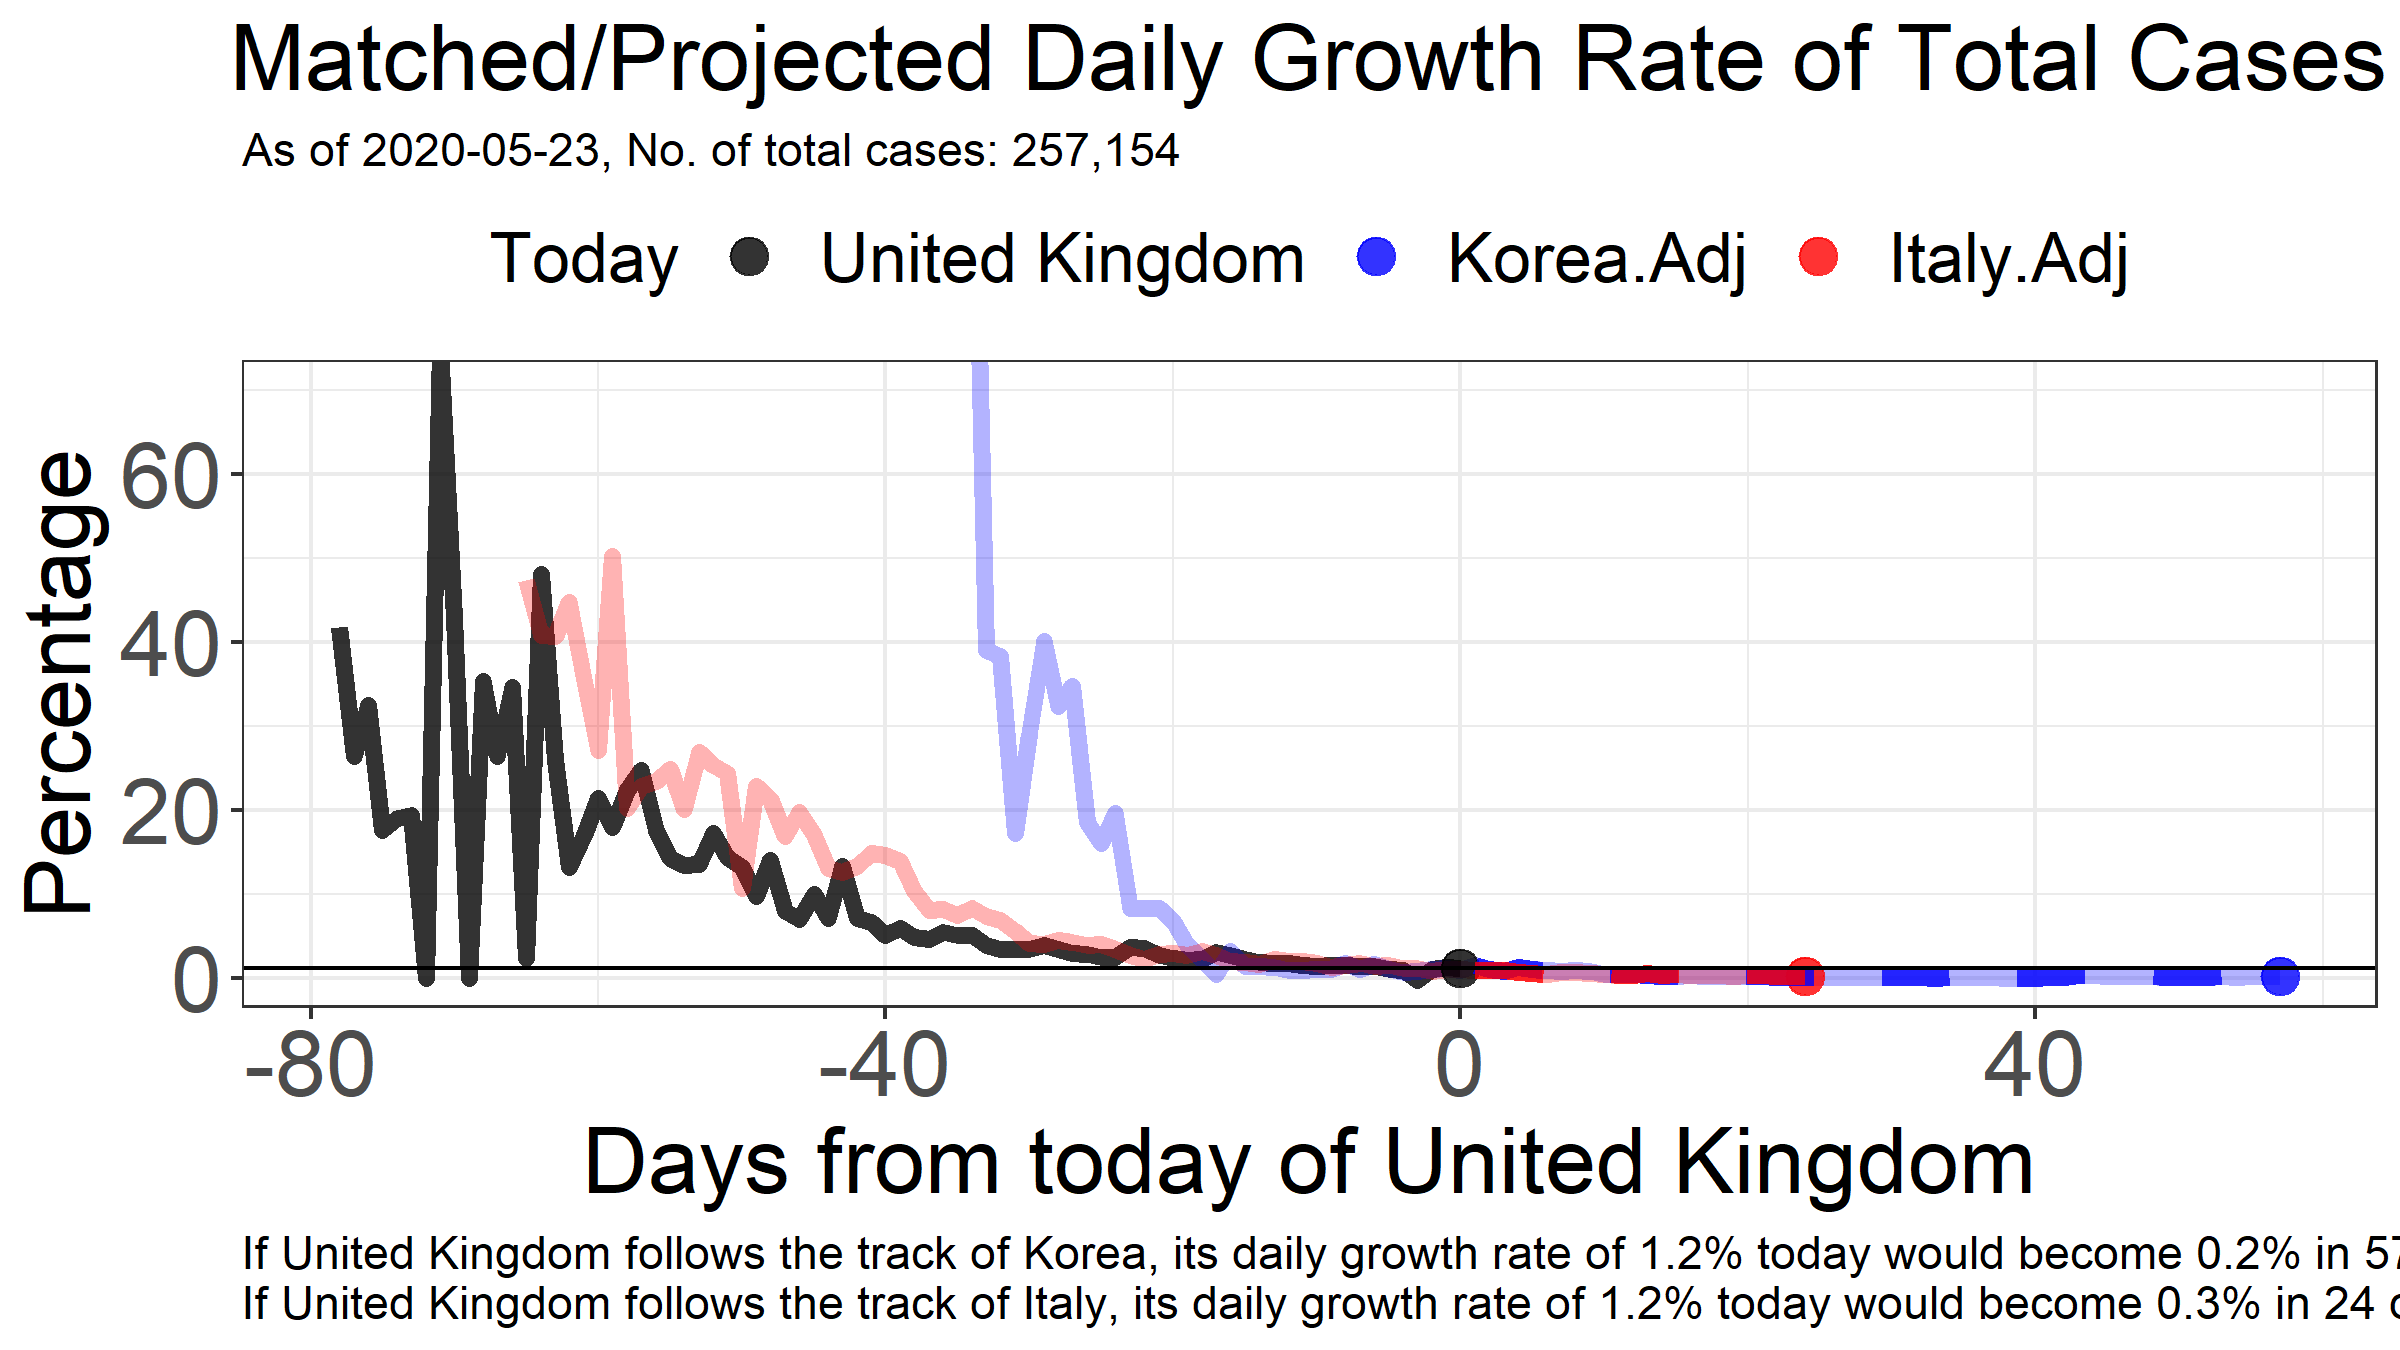 Matched/Projected Daily Growth Rate of Total Cases
As of 2020-05-23, No. of total cases: 257,154
Today United Kingdom Korea.Adj Italy.Adj
Percentage
60
40
20
0
-80 -40 0 40
Days from today of United Kingdom
If United Kingdom follows the track of Korea, its daily growth rate of 1.2% today would become 0.2% in 57
If United Kingdom follows the track of Italy, its daily growth rate of 1.2% today would become 0.3% in 24